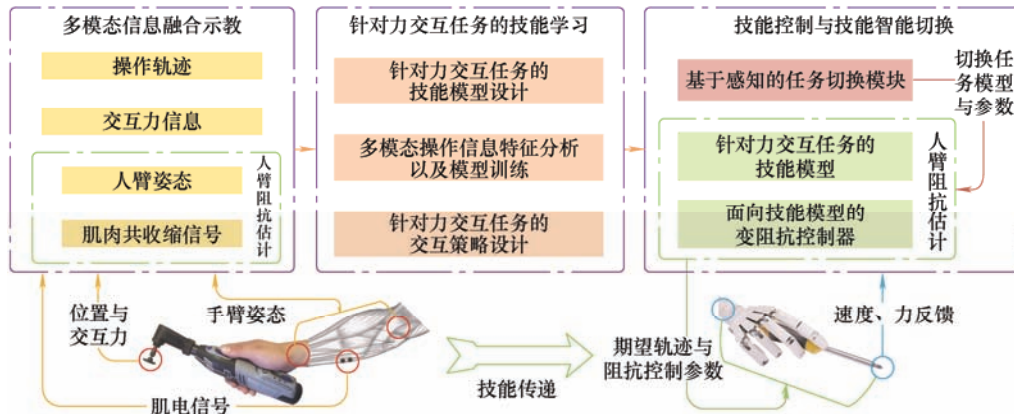 多模态信息融合示教
操作轨迹
交互力信息
人臂姿态
肌肉共收缩信号
人臂阻抗估计
针对力交互任务的技能学习
针对力交互任务的
技能模型设计
多模态操作信息特征分析
以及模型训练
针对力交互任务的
交互策略设计
技能控制与技能智能切换
基于感知的任务切换模块
切换任
务模型
与参数
针对力交互任务的
技能模型
面向技能模型的
变阻抗控制器
人臂阻抗估计
位置与
交互力
手臂姿态
肌电信号
技能传递
期望轨迹与
阻抗控制参数
速度、力反馈